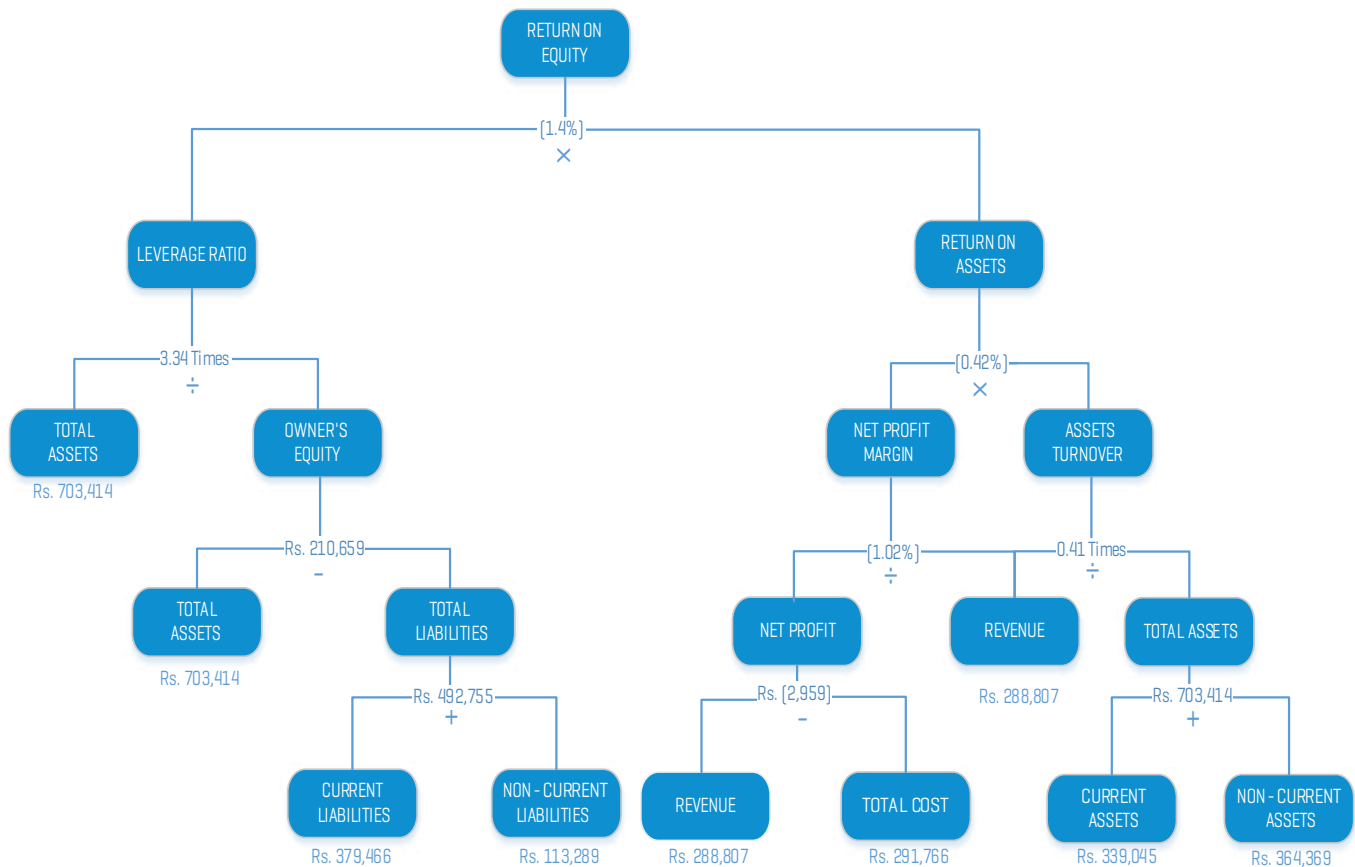 RETURN ON
EQUITY
(1.4%)
×
LEVERAGE RATIO
RETURN ON
ASSETS
3.34 Times
÷
(0.42%)
×
TOTAL
ASSETS
Rs. 703,414
OWNER'S
EQUITY
NET PROFIT
MARGIN
ASSETS
TURNOVER
Rs. 210,659
-
(1.02%)
÷
0.41 Times
÷
TOTAL
ASSETS
Rs. 703,414
TOTAL
LIABILITIES
NET PROFIT
REVENUE
Rs. 288,807
TOTAL ASSETS
Rs. 492,755
+
Rs. (2,959)
-
Rs. 703,414
+
CURRENT
LIABILITIES
Rs. 379,466
NON - CURRENT
LIABILITIES
Rs. 113,289
REVENUE
Rs. 288,807
TOTAL COST
Rs. 291,766
CURRENT
ASSETS
Rs. 339,045
NON - CURRENT
ASSETS
Rs. 364,369